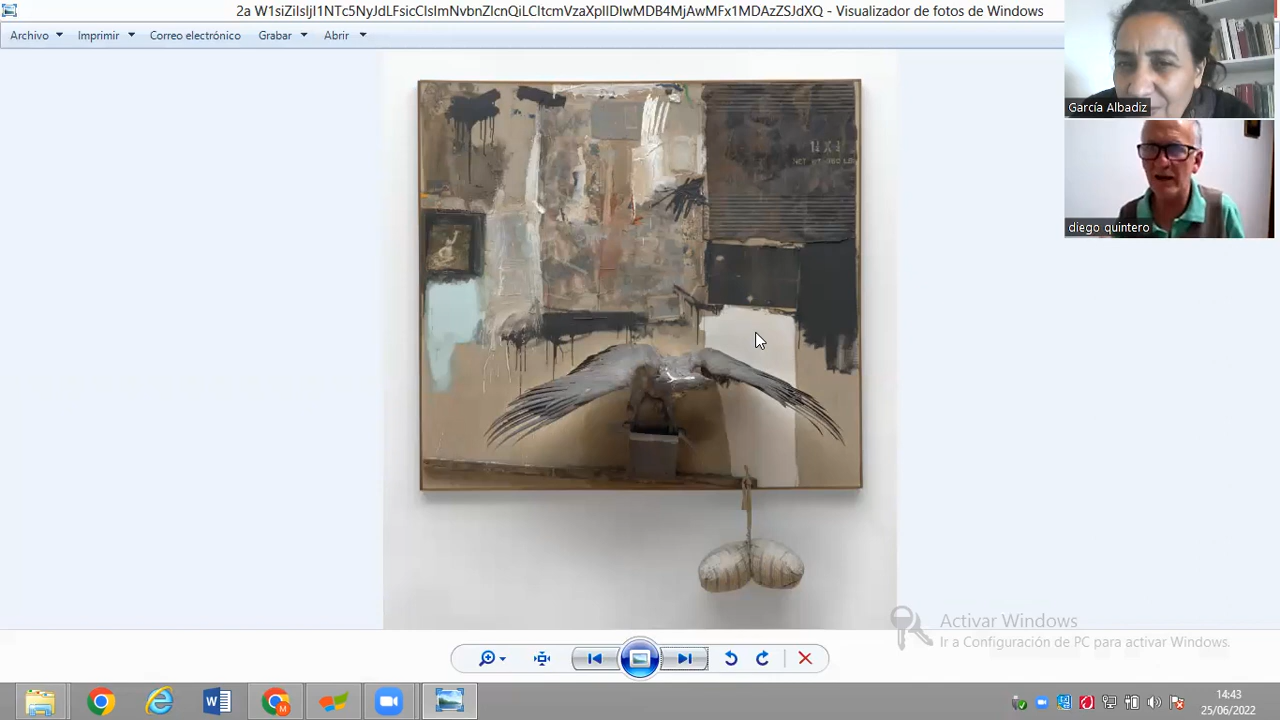 2a W1siZiIsIjI1NTc5NyJdLFsicCIsImNvbnZlcnQiLCItcmVzaXplIDIwMDB4MjAwMFx1MDAzZSJdXQ - Visualizador de fotos de Windows
Archivo Imprimir Correo electrónico Grabar Abrir
García Albadiz
diego quintero
Activar Windows
Ir a Configuración de PC para activar Windows.
14:43
25/06/2022